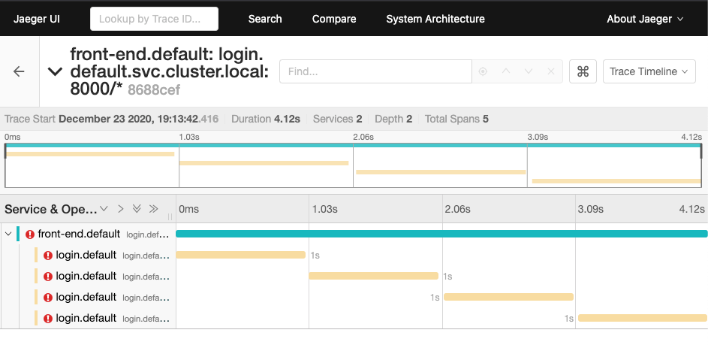 Jaeger UI Lookup by Trace ID... Search Compare System Architecture About Jaeger
front-end.default: login.
default.svc.cluster.local:
8000/* 8688cef
Find...
Trace Timeline
Trace Start December 23 2020, 19:13:42.416 Duration 4.12s Services 2 Depth 2 Total Spans 5
0ms 1.03s 2.06s 3.09s 4.12s
Service & Ope... 0ms 1.03s 2.06s 3.09s 4.12s
front-end.default login.def...
login.default login.defa... 1s
login.default login.defa... 1s
login.default login.defa... 1s
login.default login.defa... 1s